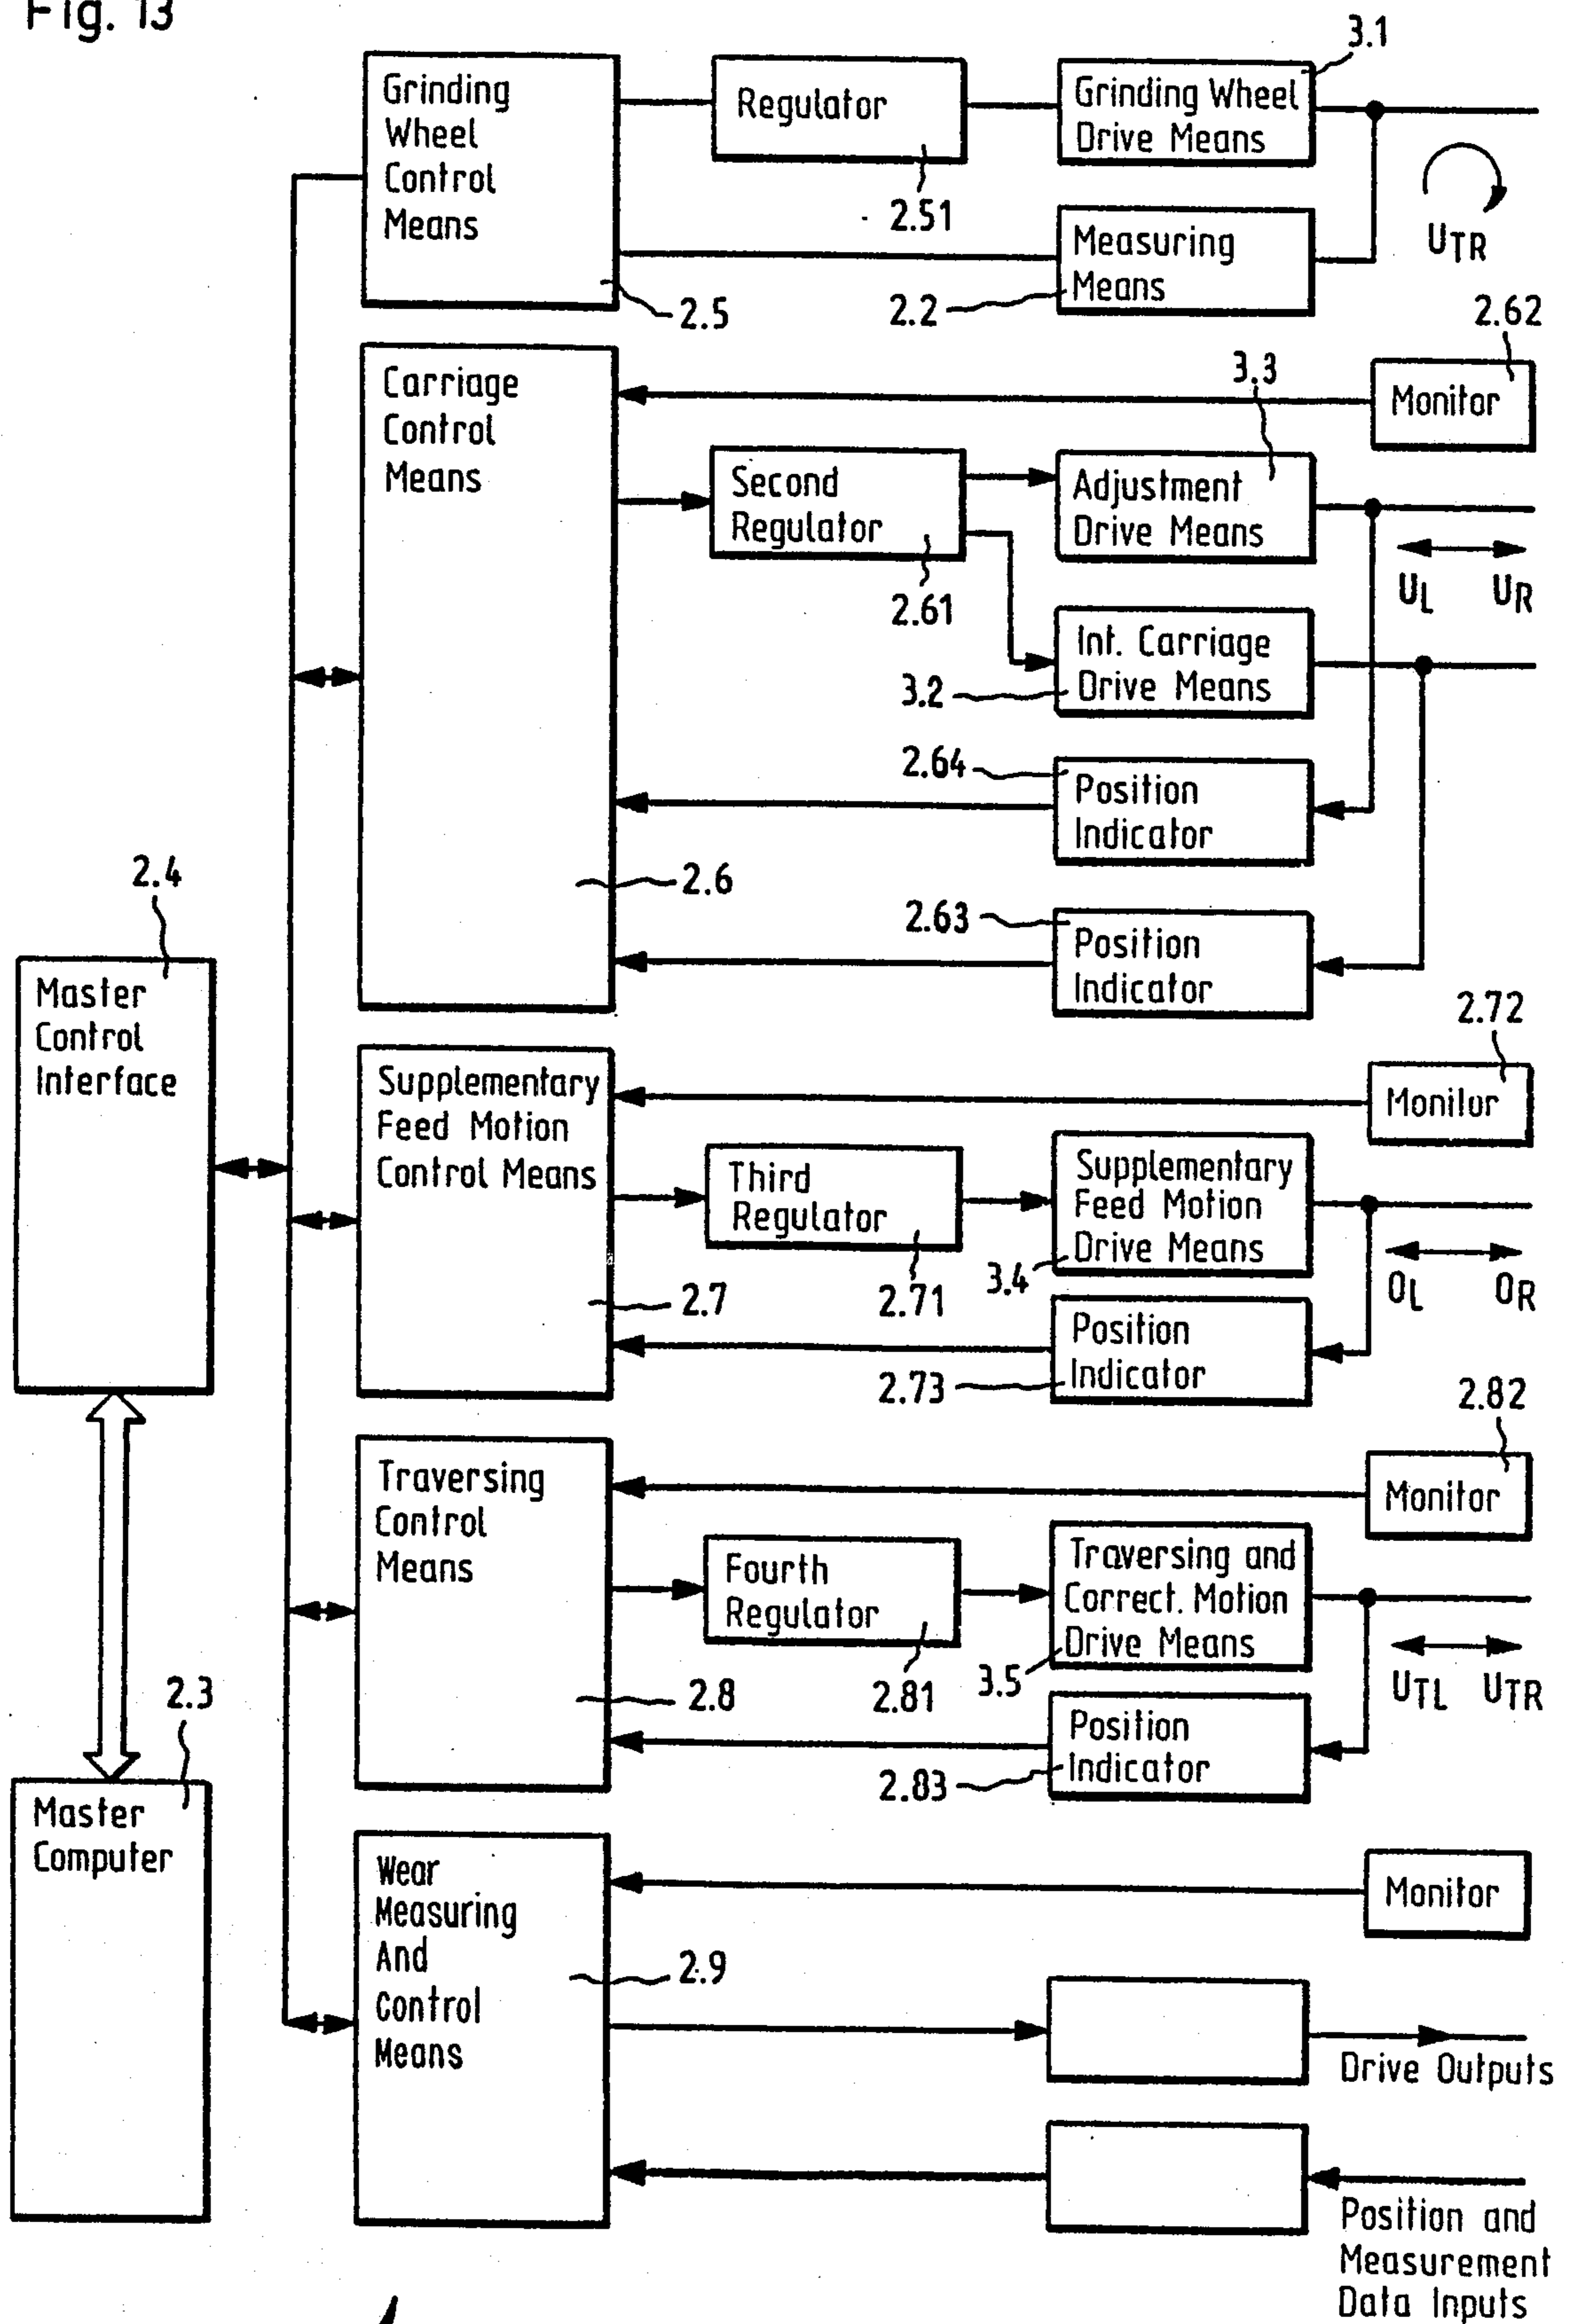 Fig. 13
3.1
Grinding
Wheel
Control
Means
Regulator
Grinding Wheel
Drive Means
2.51
UTR
Measuring
Means
2.5
2.2
2.62
Carriage
Control
Means
3.3
Monitor
Second
Regulator
Adjustment
Drive Means
2.61
UL UR
Int. Carriage
Drive Means
3.2
2.64
Position
Indicator
2.6
2.4
2.63
Position
Indicator
Master
Control
Interface
2.72
Supplementary
Feed Motion
Control Means
Monitor
Third
Regulator
Supplementary
Feed Motion
Drive Means
2.7
2.71
3.4
OL OR
Position
Indicator
2.73
2.82
Traversing
Control
Means
Monitor
Fourth
Regulator
Traversing and
Correct. Motion
Drive Means
2.3
2.8
2.81
3.5
UTL UTR
Position
Indicator
2.83
Master
Computer
Wear
Measuring
And
Control
Means
Monitor
2.9
Drive Outputs
Position and
Measurement
Data Inputs